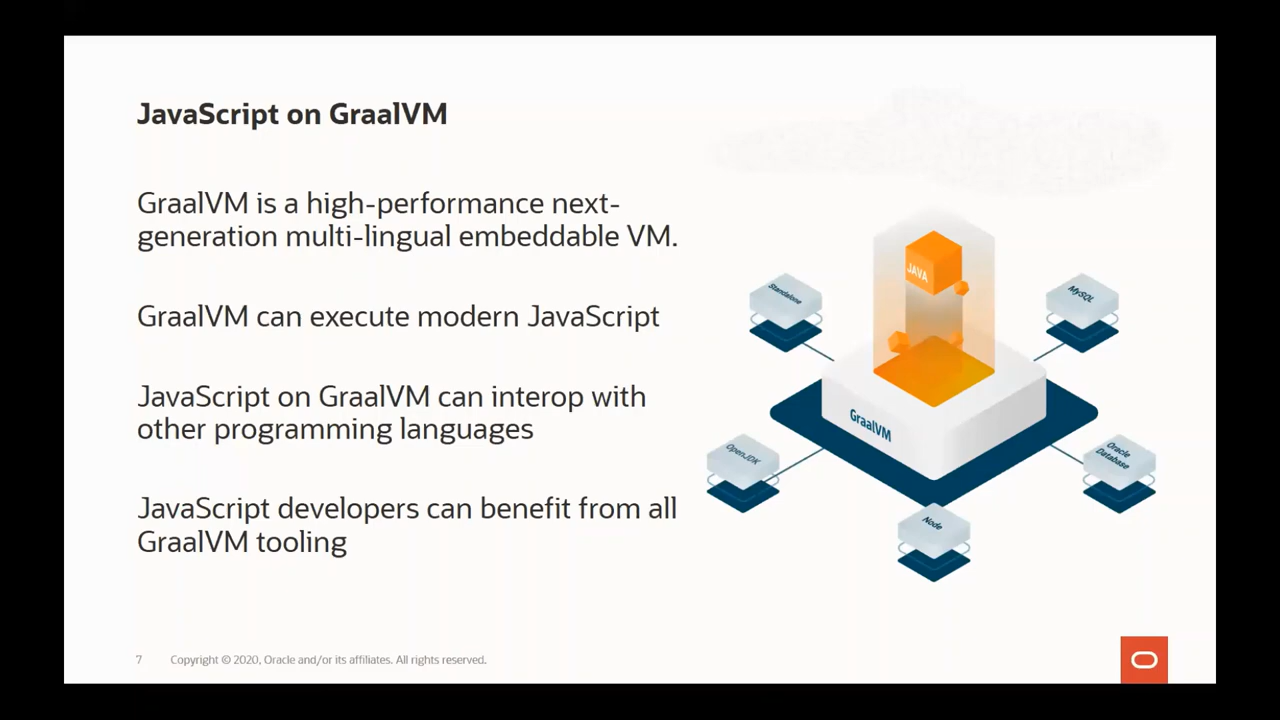 JavaScript on GraalVM
GraalVM is a high-performance next-
generation multi-lingual embeddable VM.
GraalVM can execute modern JavaScript
JavaScript on GraalVM can interop with
other programming languages
JavaScript developers can benefit from all
GraalVM tooling
JAVA
Standalone
MySQL
GraalVM
OpenJDK
Oracle
Database
Node
7 Copyright © 2020, Oracle and/or its affiliates. All rights reserved.